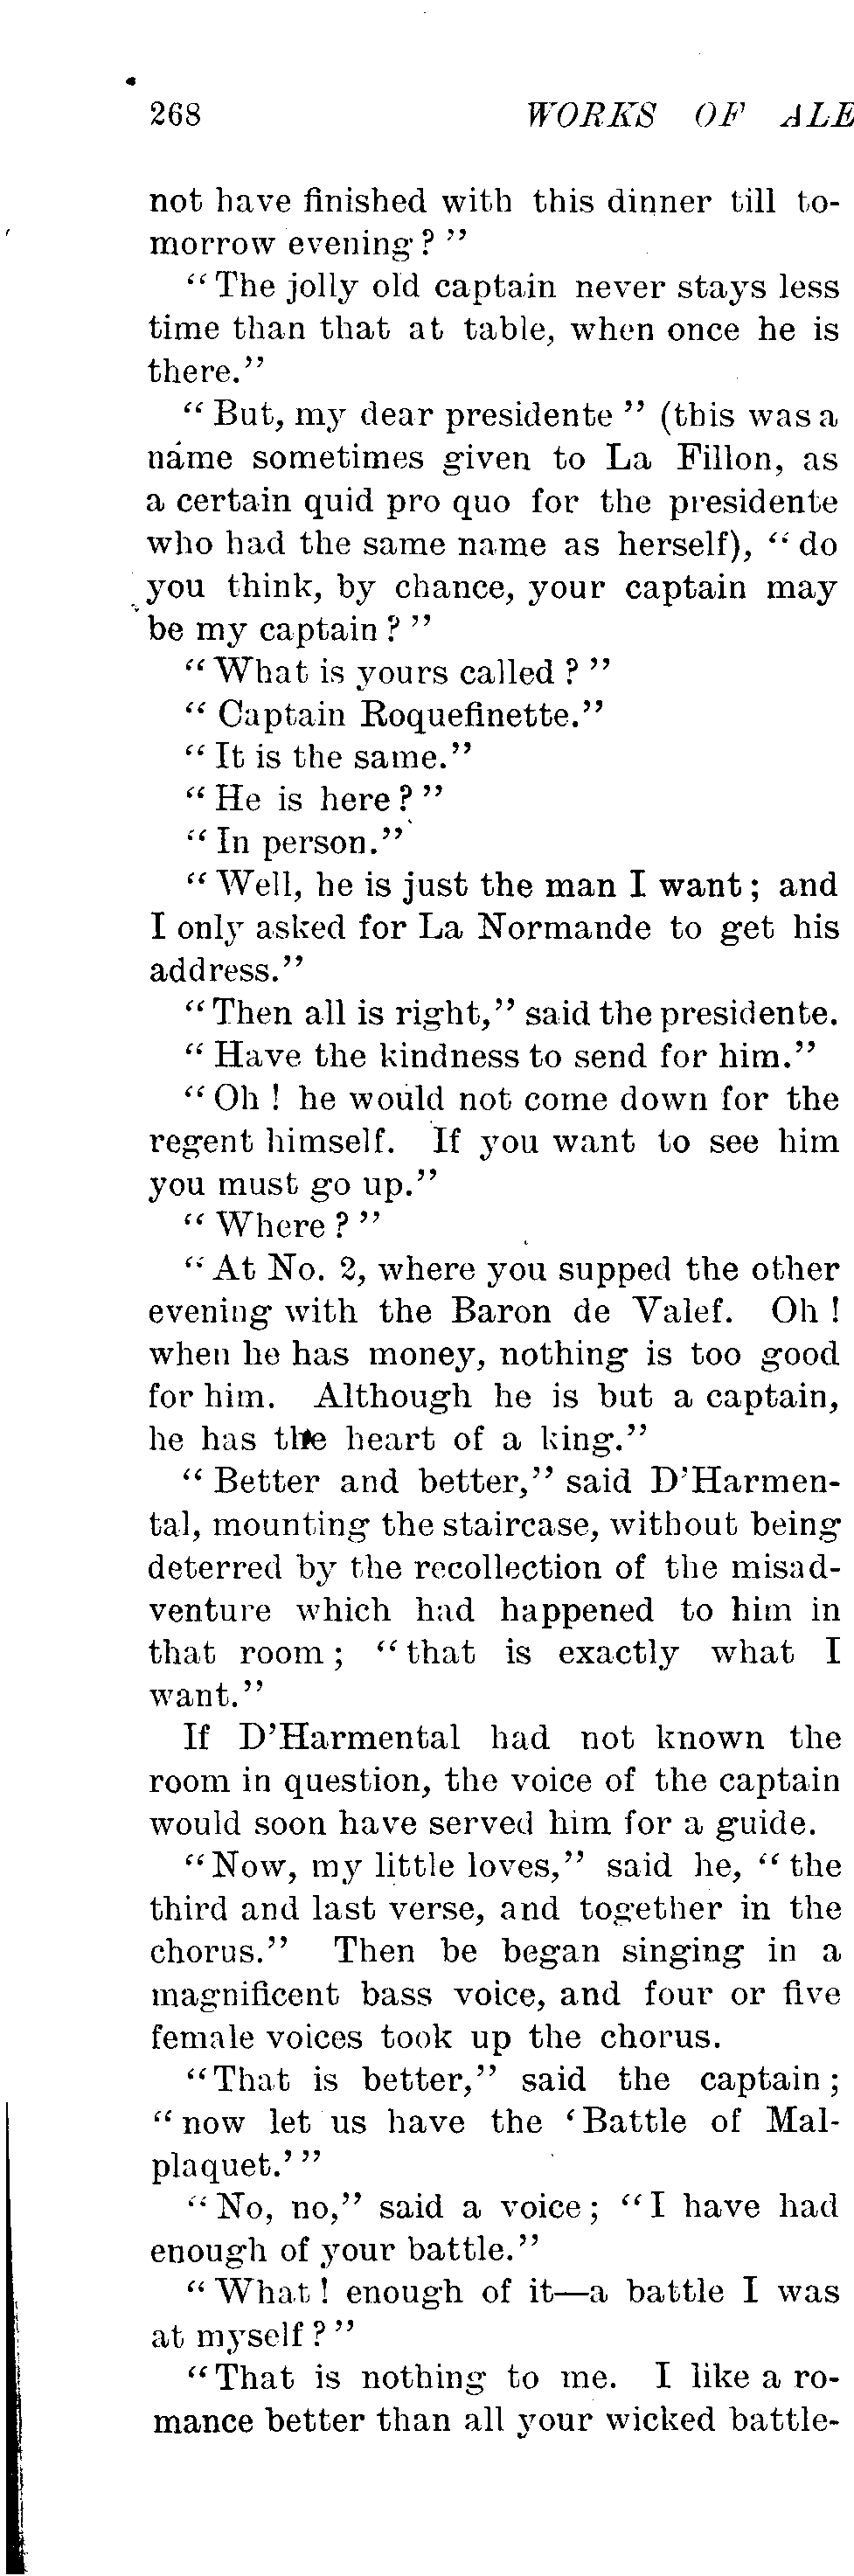 268 WORKS OF ALE
not have finished with this dinner till to-
morrow evening?"
"The jolly old captain never stays less
time than that at table, when once he is
there."
"But, my dear presidente" (this was a
name sometimes given to La Fillon, as
a certain quid pro quo for the presidente
who had the same name as herself), "do
you think, by chance, your captain may
be my captain?"
"What is yours called?"
"Captain Roquefinette."
"It is the same."
"He is here?"
"In person."
"Well, he is just the man I want; and
I only asked for La Normande to get his
address."
"Then all is right," said the presidente.
"Have the kindness to send for him."
"Oh! he would not come down for the
regent himself. If you want to see him
you must go up."
"Where?"
"At No. 2, where you supped the other
evening with the Baron de Valef. Oh!
when he has money, nothing is too good
for him. Although he is but a captain,
he has the heart of a king."
"Better and better," said D'Harmen-
tal, mounting the staircase, without being
deterred by the recollection of the misad-
venture which had happened to him in
that room; "that is exactly what I
want."
If D'Harmental had not known the
room in question, the voice of the captain
would soon have served him for a guide.
"Now, my little loves," said he, "the
third and last verse, and together in the
chorus." Then be began singing in a
magnificent bass voice, and four or five
female voices took up the chorus.
"That is better," said the captain;
"now let us have the 'Battle of Mal-
plaquet.'"
"No, no," said a voice; "I have had
enough of your battle."
"What! enough of it—a battle I was
at myself?"
"That is nothing to me. I like a ro-
mance better than all your wicked battle-